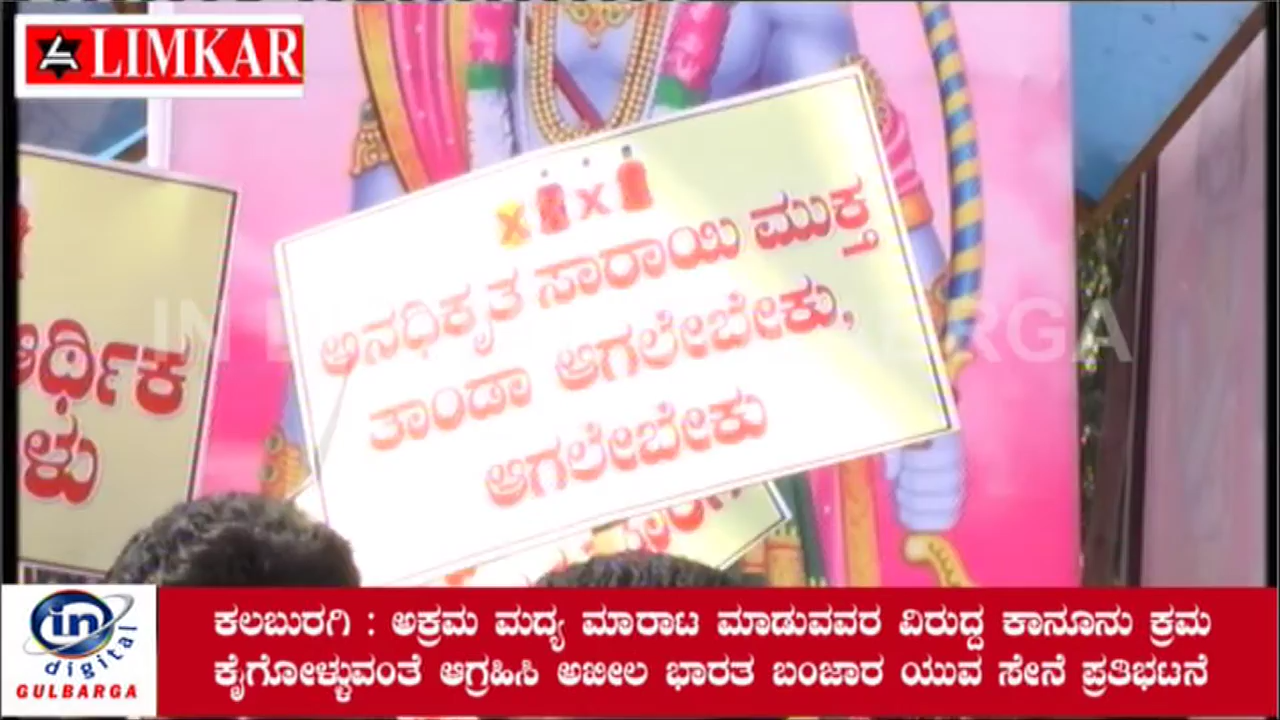 LIMKAR
ಅನಧಿಕೃತ ಸಾರಾಯಿ ಮುಕ್ತ
ತಾಂಡಾ ಆಗಲೇಬೇಕು,
ಆಗಲೇಬೇಕು
ಆರ್ಥಿಕ
ಳು
in
digital
GULBARGA
ಕಲಬುರಗಿ : ಅಕ್ರಮ ಮದ್ಯ ಮಾರಾಟ ಮಾಡುವವರ ವಿರುದ್ದ ಕಾನೂನು ಕ್ರಮ
ಕೈಗೋಳ್ಳುವಂತೆ ಆಗ್ರಹಿಸಿ ಅಖೀಲ ಭಾರತ ಬಂಜಾರ ಯುವ ಸೇನೆ ಪ್ರತಿಭಟನೆ